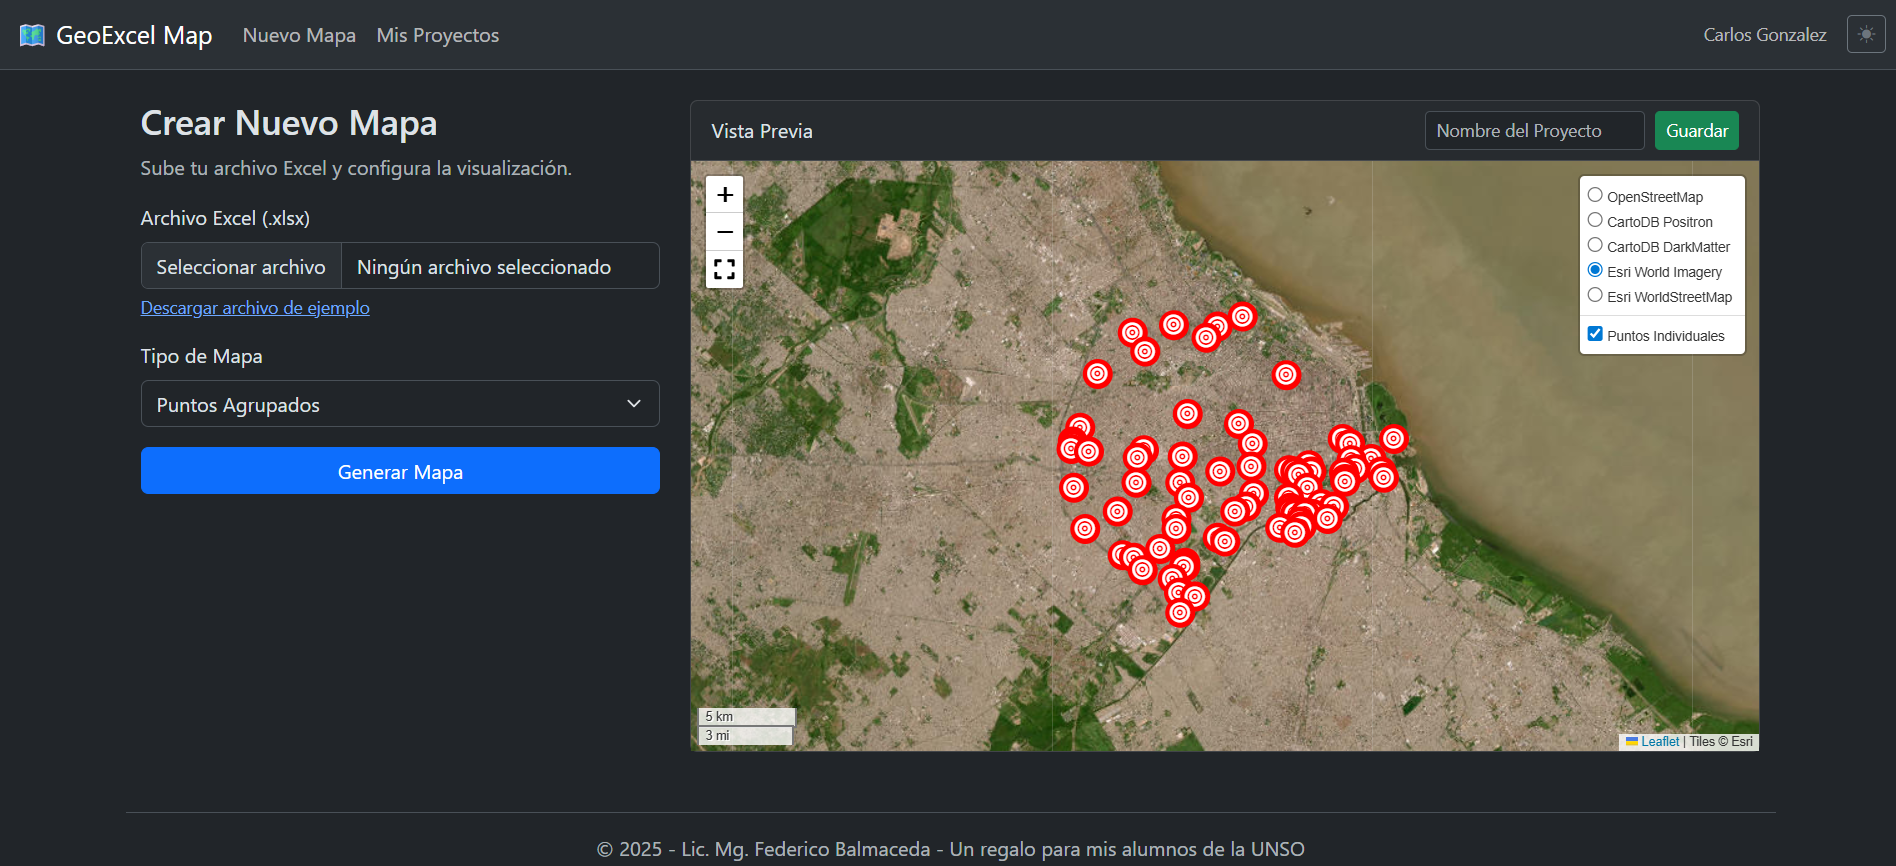 GeoExcel Map Nuevo Mapa Mis Proyectos Carlos Gonzalez
Crear Nuevo Mapa
Sube tu archivo Excel y configura la visualización.
Archivo Excel (.xlsx)
Seleccionar archivo Ningún archivo seleccionado
Descargar archivo de ejemplo
Tipo de Mapa
Puntos Agrupados
Generar Mapa
Vista Previa Nombre del Proyecto Guardar
+
−
OpenStreetMap
CartoDB Positron
CartoDB DarkMatter
Esri World Imagery
Esri WorldStreetMap
Puntos Individuales
5 km
3 mi
Leaflet | Tiles © Esri
© 2025 - Lic. Mg. Federico Balmaceda - Un regalo para mis alumnos de la UNSO